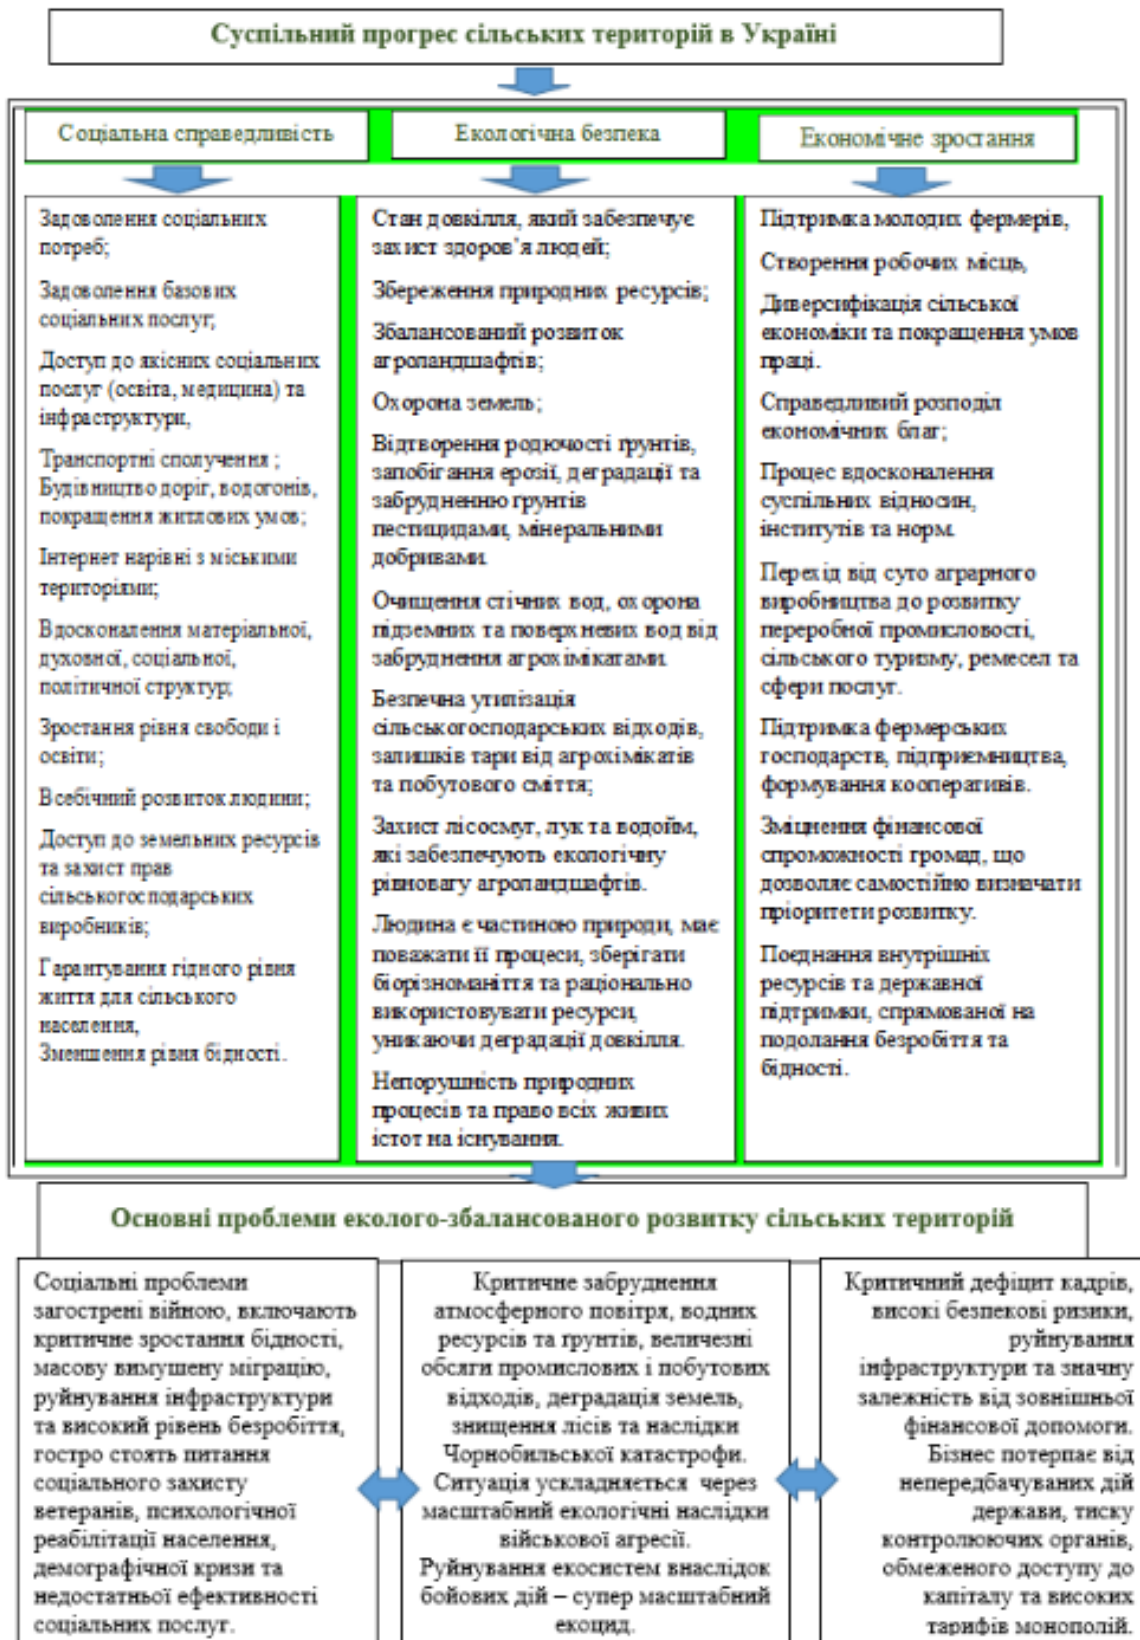 Суспільний прогрес сільських територій в Україні
Соціальна справедливість
Екологічна безпека
Економічне зростання
Задоволення соціальних
потреб;
Задоволення базових
соціальних послуг;
Доступ до якісних соціальних
послуг (освіта, медицина) та
інфраструктури,
Транспортні сполучення ;
Будівництво доріг, водогонів,
покращення житлових умов;
Інтернет нарівні з міськими
територіями;
Вдосконалення матеріальної,
духовної, соціальної,
політичної структур;
Зростання рівня свободи і
освіти;
Всебічний розвиток людини;
Доступ до земельних ресурсів
та захист прав
сільськогосподарських
виробників;
Гарантування гідного рівня
життя для сільського
населення,
Зменшення рівня бідності.
Стан довкілля, який забезпечує
захист здоров’я людей;
Збереження природних ресурсів;
Збалансований розвиток
агроландшафтів;
Охорона земель;
Відтворення родючості ґрунтів,
запобігання ерозії, деградації та
забрудненню ґрунтів
пестицидами, мінеральними
добривами.
Очищення стічних вод, охорона
підземних та поверхневих вод від
забруднення агрохімікатами.
Безпечна утилізація
сільськогосподарських відходів,
залишків тари від агрохімікатів
та побутового сміття;
Захист лісосмуг, лук та водойм,
які забезпечують екологічну
рівновагу агроландшафтів.
Людина є частиною природи, має
поважати її процеси, зберігати
біорізноманіття та раціонально
використовувати ресурси,
уникаючи деградації довкілля.
Непорушність природних
процесів та право всіх живих
істот на існування.
Підтримка молодих фермерів,
Створення робочих місць,
Диверсифікація сільської
економіки та покращення умов
праці.
Справедливий розподіл
економічних благ;
Процес вдосконалення
суспільних відносин,
інститутів та норм.
Перехід від суто аграрного
виробництва до розвитку
переробної промисловості,
сільського туризму, ремесел та
сфери послуг.
Підтримка фермерських
господарств, підприємництва,
формування кооперативів.
Зміцнення фінансової
спроможності громад, що
дозволяє самостійно визначати
пріоритети розвитку.
Поєднання внутрішніх
ресурсів та державної
підтримки, спрямованої на
подолання безробіття та
бідності.
Основні проблеми еколого-збалансованого розвитку сільських територій
Соціальні проблеми
загострені війною, включають
критичне зростання бідності,
масову вимушену міграцію,
руйнування інфраструктури
та високий рівень безробіття,
гостро стоять питання
соціального захисту
ветеранів, психологічної
реабілітації населення,
демографічної кризи та
недостатньої ефективності
соціальних послуг.
Критичне забруднення
атмосферного повітря, водних
ресурсів та ґрунтів, величезні
обсяги промислових і побутових
відходів, деградація земель,
знищення лісів та наслідки
Чорнобильської катастрофи.
Ситуація ускладняється через
масштабний екологічні наслідки
військової агресії.
Руйнування екосистем внаслідок
бойових дій – супер масштабний
екоцид.
Критичний дефіцит кадрів,
високі безпекові ризики,
руйнування
інфраструктури та значну
залежність від зовнішньої
фінансової допомоги.
Бізнес потерпає від
непередбачуваних дій
держави, тиску
контролюючих органів,
обмеженого доступу до
капіталу та високих
тарифів монополій.